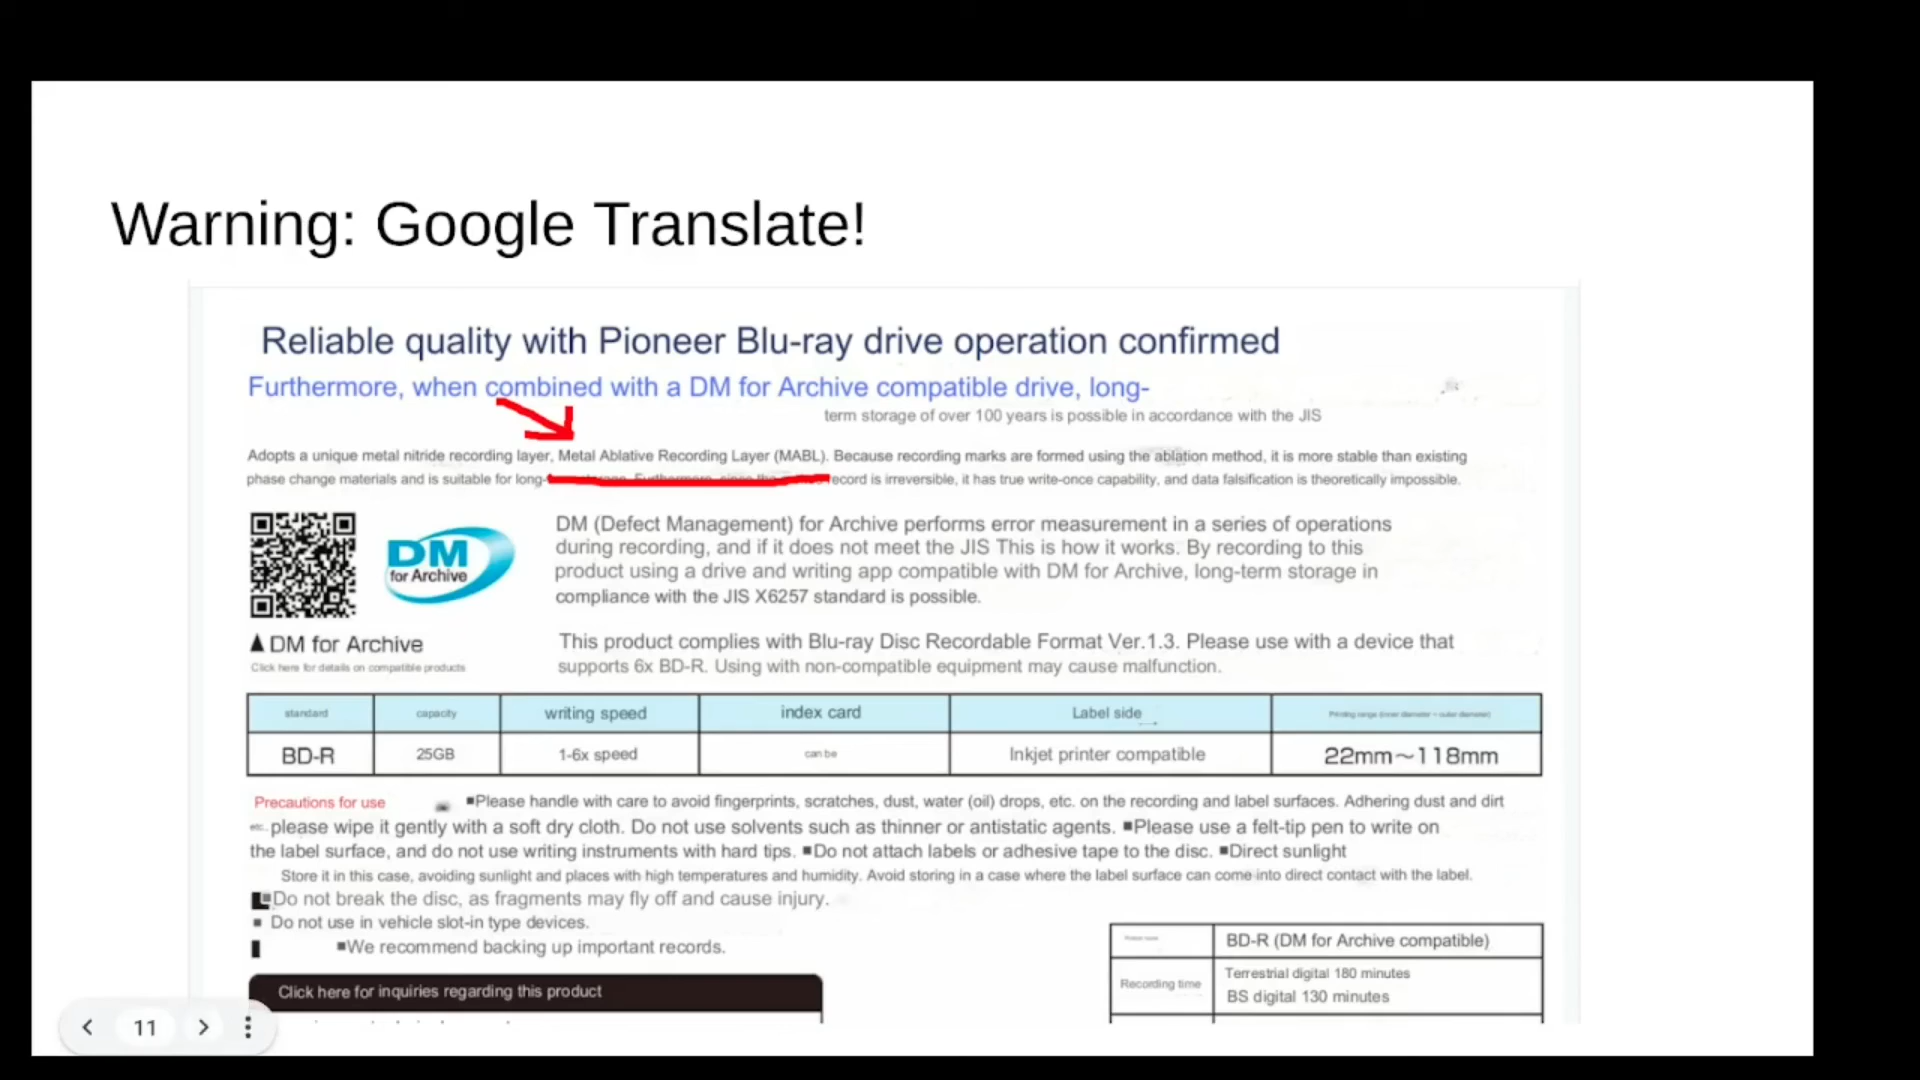 Warning: Google Translate!
Reliable quality with Pioneer Blu-ray drive operation confirmed
Furthermore, when combined with a DM for Archive compatible drive, long-
term storage of over 100 years is possible in accordance with the JIS
Adopts a unique metal nitride recording layer, Metal Ablative Recording Layer (MABL). Because recording marks are formed using the ablation method, it is more stable than existing
phase change materials and is suitable for long- Furthermore, since the record is irreversible, it has true write-once capability, and data falsification is theoretically impossible.
DM (Defect Management) for Archive performs error measurement in a series of operations
during recording, and if it does not meet the JIS This is how it works. By recording to this
product using a drive and writing app compatible with DM for Archive, long-term storage in
compliance with the JIS X6257 standard is possible.
DM
for Archive
▲DM for Archive
Click here for details on compatible products
This product complies with Blu-ray Disc Recordable Format Ver.1.3. Please use with a device that
supports 6x BD-R. Using with non-compatible equipment may cause malfunction.
standard capacity writing speed index card Label side Printing range (inner diameter ~ outer diameter)
BD-R 25GB 1-6x speed can be Inkjet printer compatible 22mm～118mm
Precautions for use ■Please handle with care to avoid fingerprints, scratches, dust, water (oil) drops, etc. on the recording and label surfaces. Adhering dust and dirt
etc. please wipe it gently with a soft dry cloth. Do not use solvents such as thinner or antistatic agents. ■Please use a felt-tip pen to write on
the label surface, and do not use writing instruments with hard tips. ■Do not attach labels or adhesive tape to the disc. ■Direct sunlight
Store it in this case, avoiding sunlight and places with high temperatures and humidity. Avoid storing in a case where the label surface can come into direct contact with the label.
Do not break the disc, as fragments may fly off and cause injury.
■ Do not use in vehicle slot-in type devices.
■We recommend backing up important records.
Click here for inquiries regarding this product
BD-R (DM for Archive compatible)
Recording time Terrestrial digital 180 minutes
BS digital 130 minutes
11